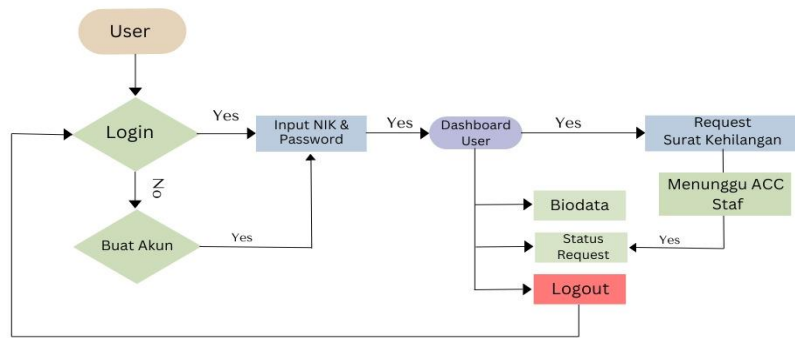 User
Login
Yes
Input NIK &
Password
Yes
Dashboard
User
Yes
Request
Surat Kehilangan
No
Menunggu ACC
Staf
Biodata
Buat Akun
Yes
Status
Request
Yes
Logout